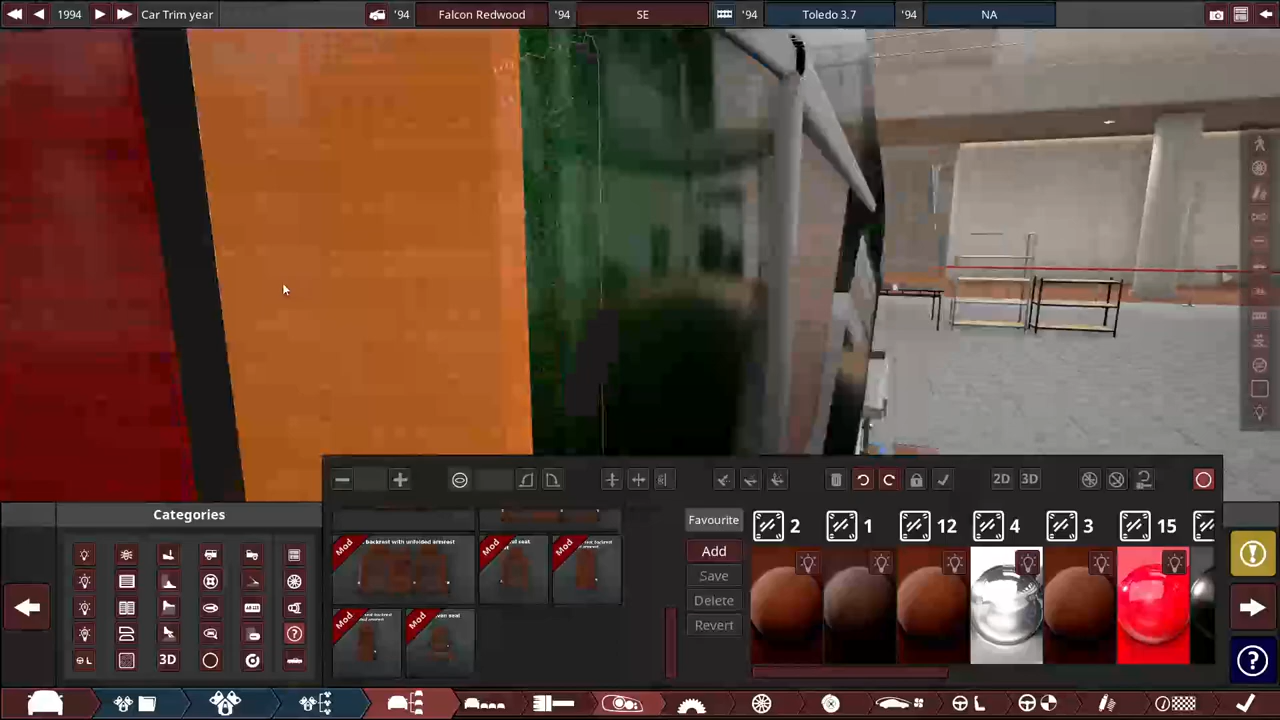 1994 Car Trim year '94 Falcon Redwood '94 SE '94 Toledo 3.7 '94 NA
Categories
L
3D
2D 3D
Mod backrest with unfolded armrest
Mod seat
Mod
Mod
Mod seat
Favourite
Add
Save
Delete
Revert
2 1 12 4 3 15